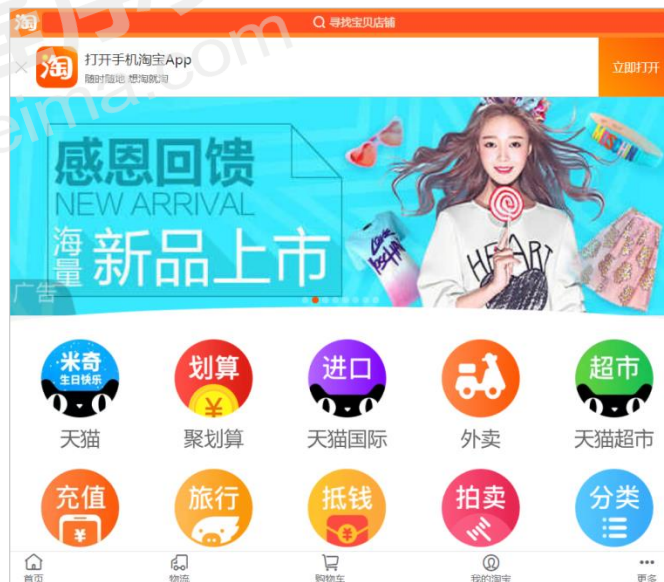 淘
寻找宝贝店铺
淘
打开手机淘宝App
随时随地 想淘就淘
立即打开
感恩回馈
NEW ARRIVAL
海量新品上市
HEART
广告
米奇
生日快乐
划算
进口
超市
天猫
聚划算
天猫国际
外卖
天猫超市
充值
旅行
抵钱
拍卖
分类
首页
物流
购物车
我的淘宝
更多